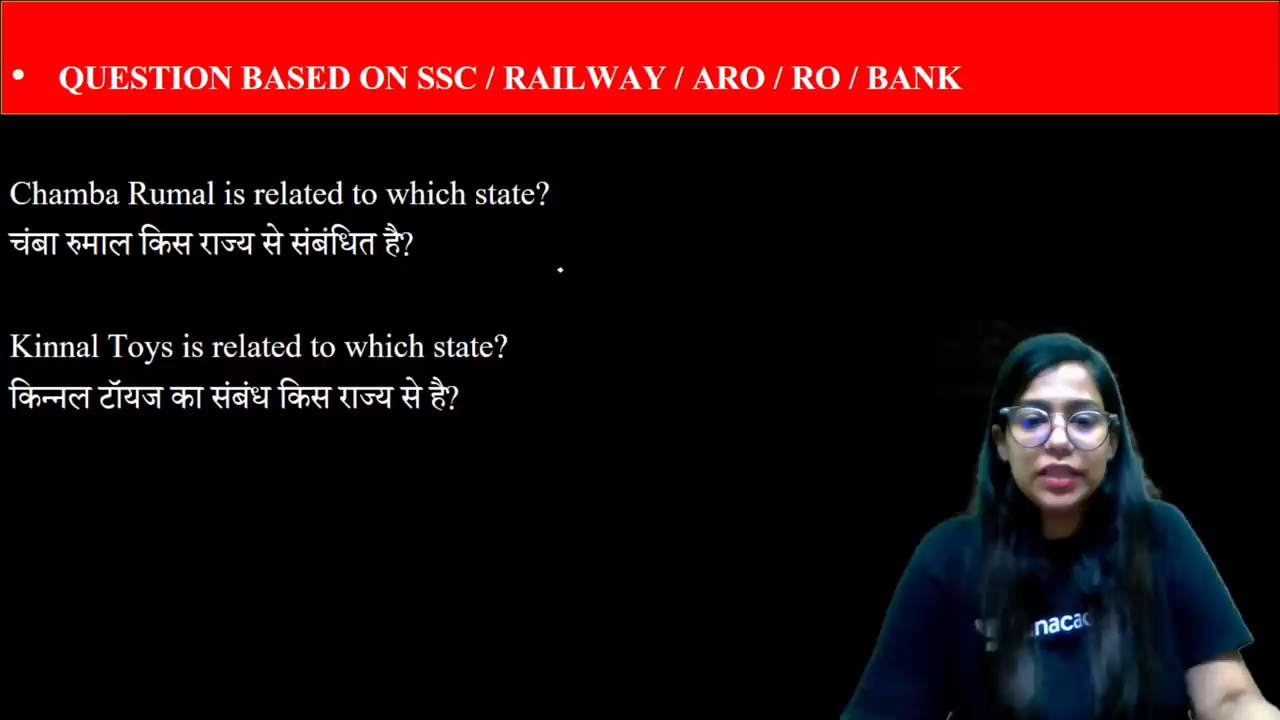 • QUESTION BASED ON SSC / RAILWAY / ARO / RO / BANK
Chamba Rumal is related to which state?
चंबा रुमाल किस राज्य से संबंधित है?
Kinnal Toys is related to which state?
किन्नल टॉयज का संबंध किस राज्य से है?